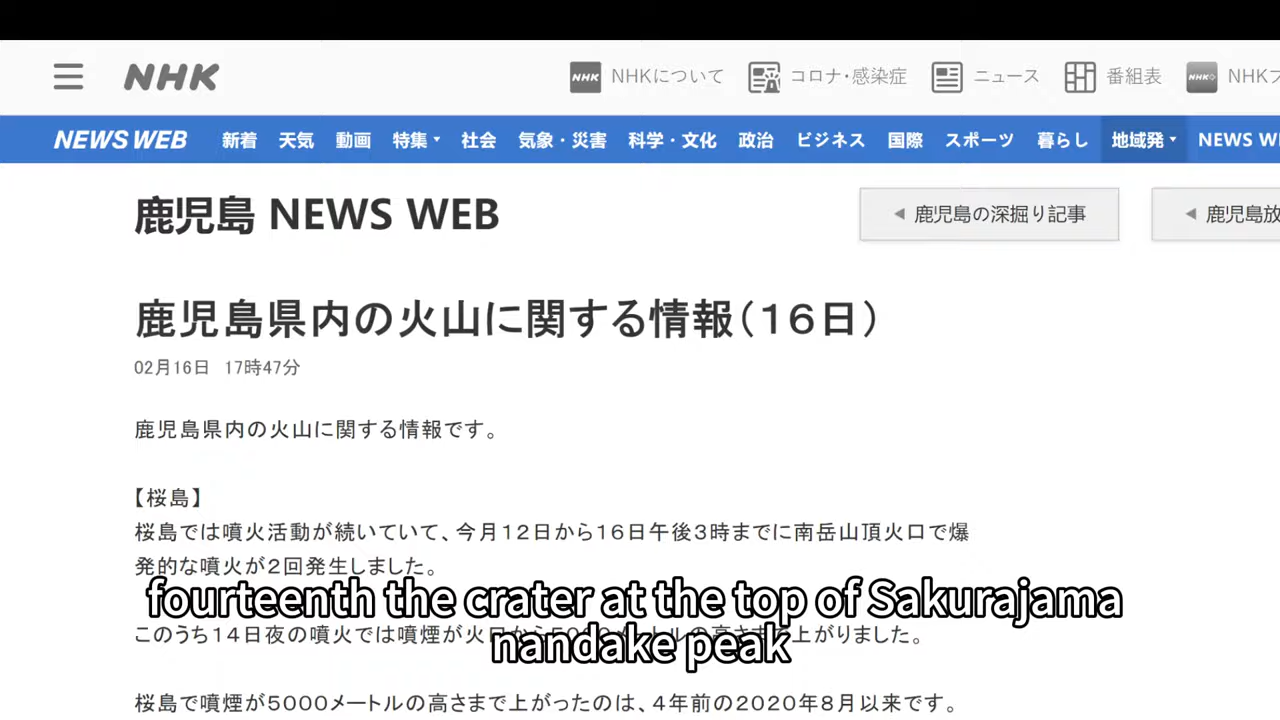 NHK
NHKについて
コロナ・感染症
ニュース
番組表
NHK
NEWS WEB 新着 天気 動画 特集 社会 気象・災害 科学・文化 政治 ビジネス 国際 スポーツ 暮らし 地域発 NEWS
鹿児島 NEWS WEB
鹿児島の深掘り記事
鹿児島放
鹿児島県内の火山に関する情報(16日)
02月16日 17時47分
鹿児島県内の火山に関する情報です。
【桜島】
桜島では噴火活動が続いていて、今月12日から16日午後3時までに南岳山頂火口で爆
発的な噴火が2回発生しました。
fourteenth the crater at the top of Sakurajama
このうち14日夜の噴火では噴煙が火口から5000メートルの高さまで上がりました。
nandake peak
桜島で噴煙が5000メートルの高さまで上がったのは、4年前の2020年8月以来です。